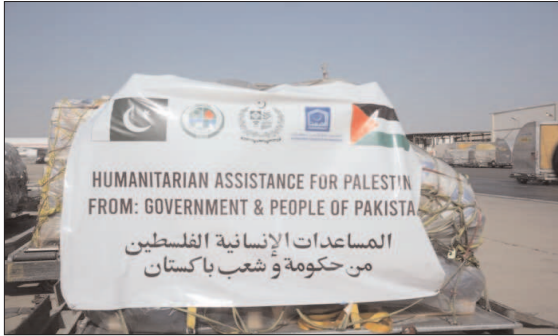 HUMANITARIAN ASSISTANCE FOR PALESTIN
FROM: GOVERNMENT & PEOPLE OF PAKISTA
المساعدات الإنسانية الفلسطين
من حكومة و شعب باكستان